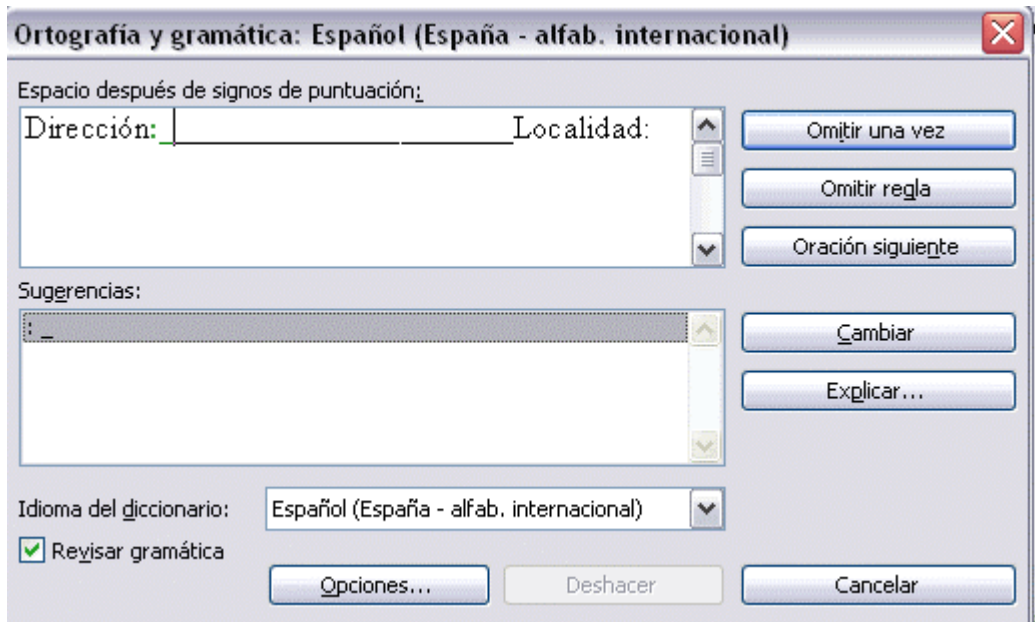 Ortografía y gramática: Español (España - alfab. internacional)
Espacio después de signos de puntuación:
Dirección:_______________________Localidad:
Omitir una vez
Omitir regla
Oración siguiente
Sugerencias:
: _
Cambiar
Explicar...
Idioma del diccionario: Español (España - alfab. internacional)
Revisar gramática
Opciones... Deshacer Cancelar